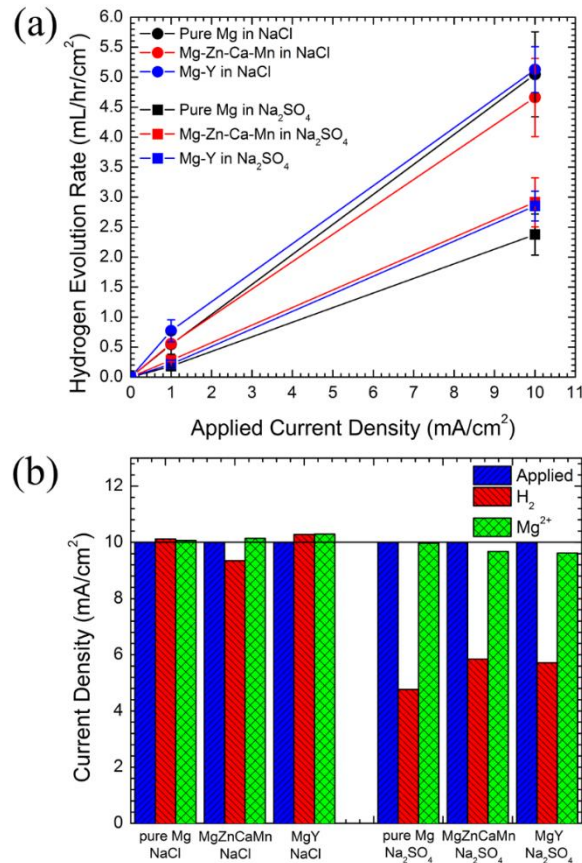 (a)
6.0
5.5
5.0
4.5
4.0
3.5
3.0
2.5
2.0
1.5
1.0
0.5
0.0
Hydrogen Evolution Rate (mL/hr/cm²)
Pure Mg in NaCl
Mg-Zn-Ca-Mn in NaCl
Mg-Y in NaCl
Pure Mg in Na₂SO₄
Mg-Zn-Ca-Mn in Na₂SO₄
Mg-Y in Na₂SO₄
0 1 2 3 4 5 6 7 8 9 10 11
Applied Current Density (mA/cm²)
(b)
12
10
8
6
4
2
0
Current Density (mA/cm²)
Applied
H₂
Mg²⁺
pure Mg MgZnCaMn MgY pure Mg MgZnCaMn MgY
NaCl NaCl NaCl Na₂SO₄ Na₂SO₄ Na₂SO₄